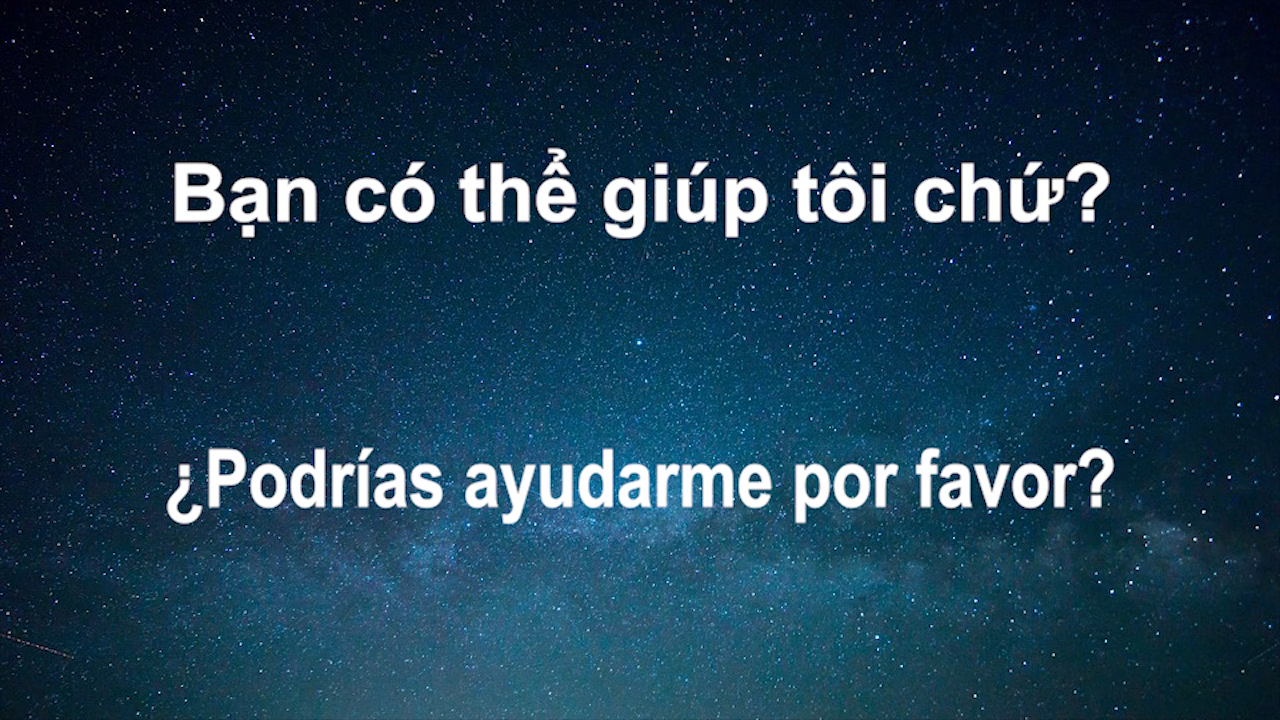 Bạn có thể giúp tôi chứ?
¿Podrías ayudarme por favor?